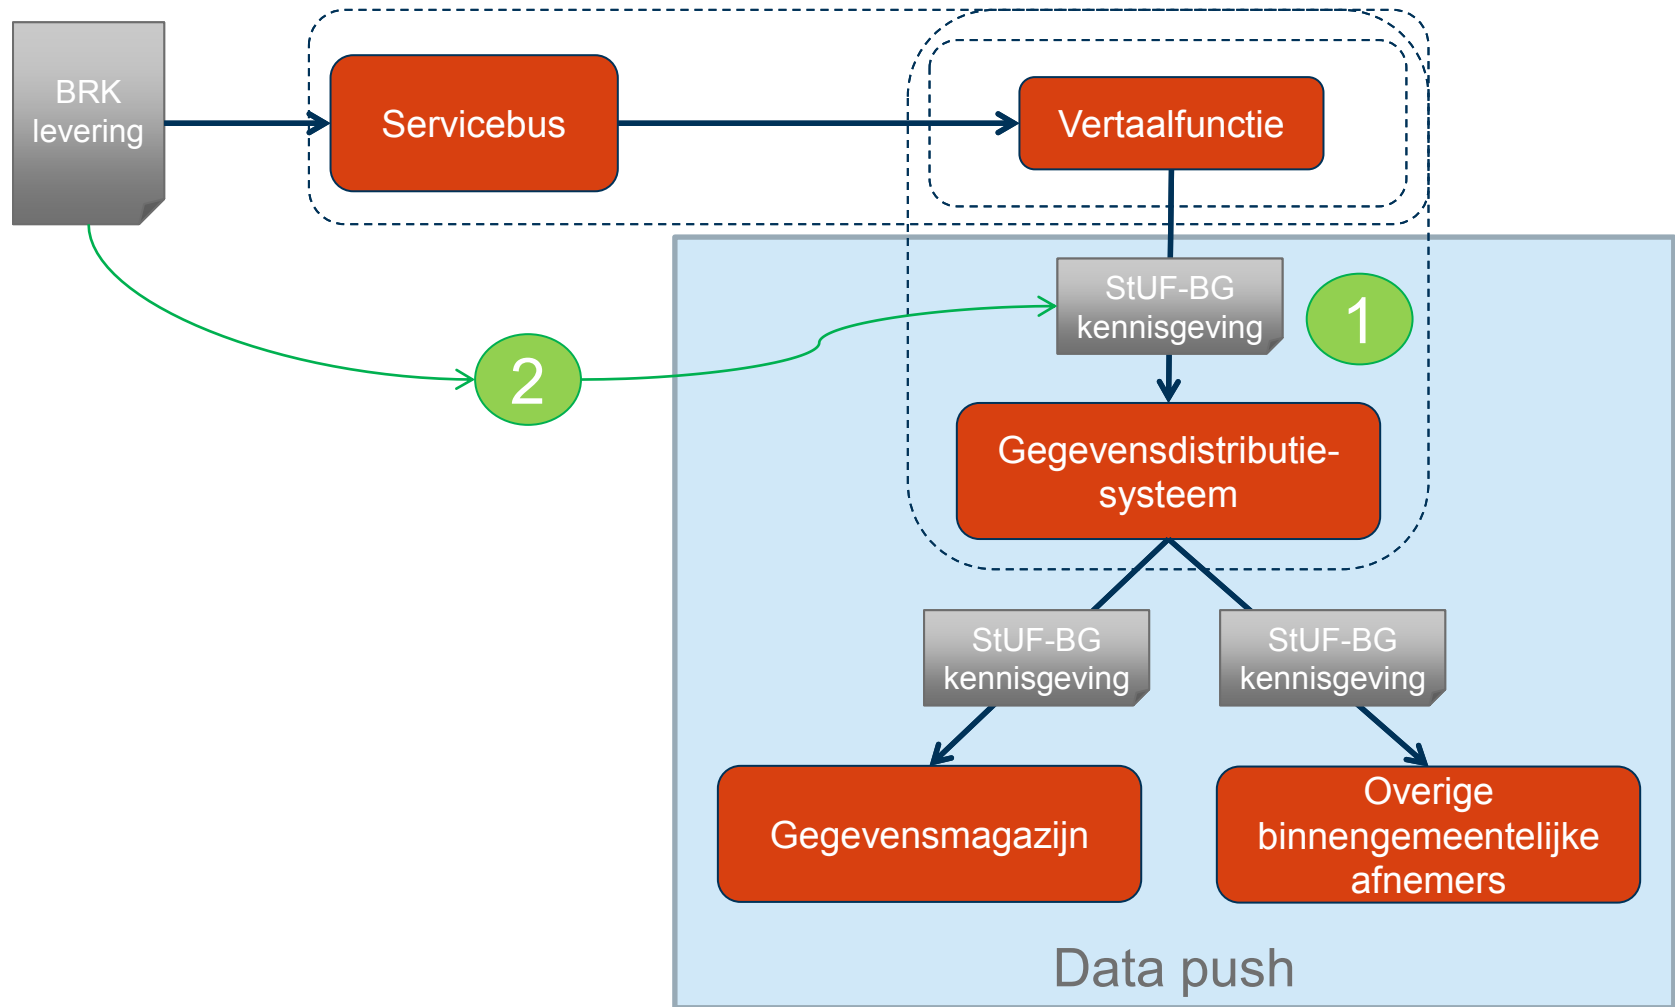 BRK
levering
Servicebus
Vertaalfunctie
StUF-BG
kennisgeving
1
2
Gegevensdistributie-
systeem
StUF-BG
kennisgeving
StUF-BG
kennisgeving
Gegevensmagazijn
Overige
binnengemeentelijke
afnemers
Data push